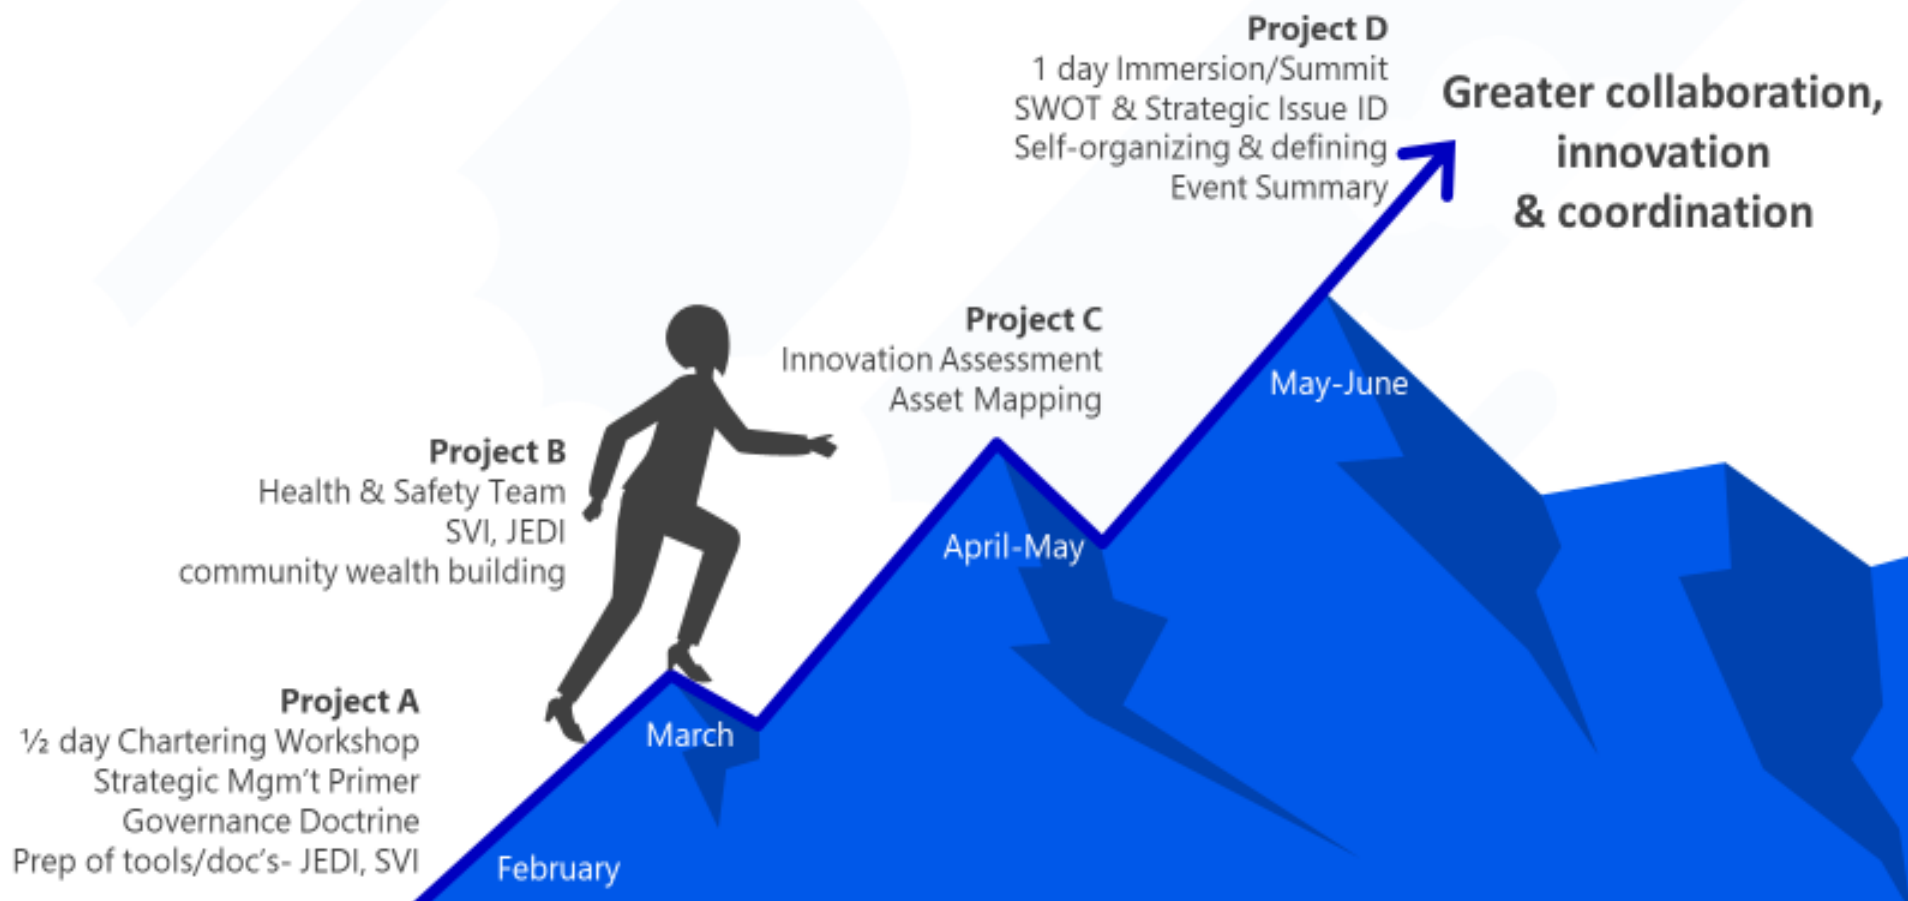 Project D
1 day Immersion/Summit
SWOT & Strategic Issue ID
Self-organizing & defining
Event Summary
Greater collaboration,
innovation
& coordination
Project C
Innovation Assessment
Asset Mapping
May-June
Project B
Health & Safety Team
SVI, JEDI
community wealth building
April-May
Project A
½ day Chartering Workshop
Strategic Mgm't Primer
Governance Doctrine
Prep of tools/doc's- JEDI, SVI
March
February